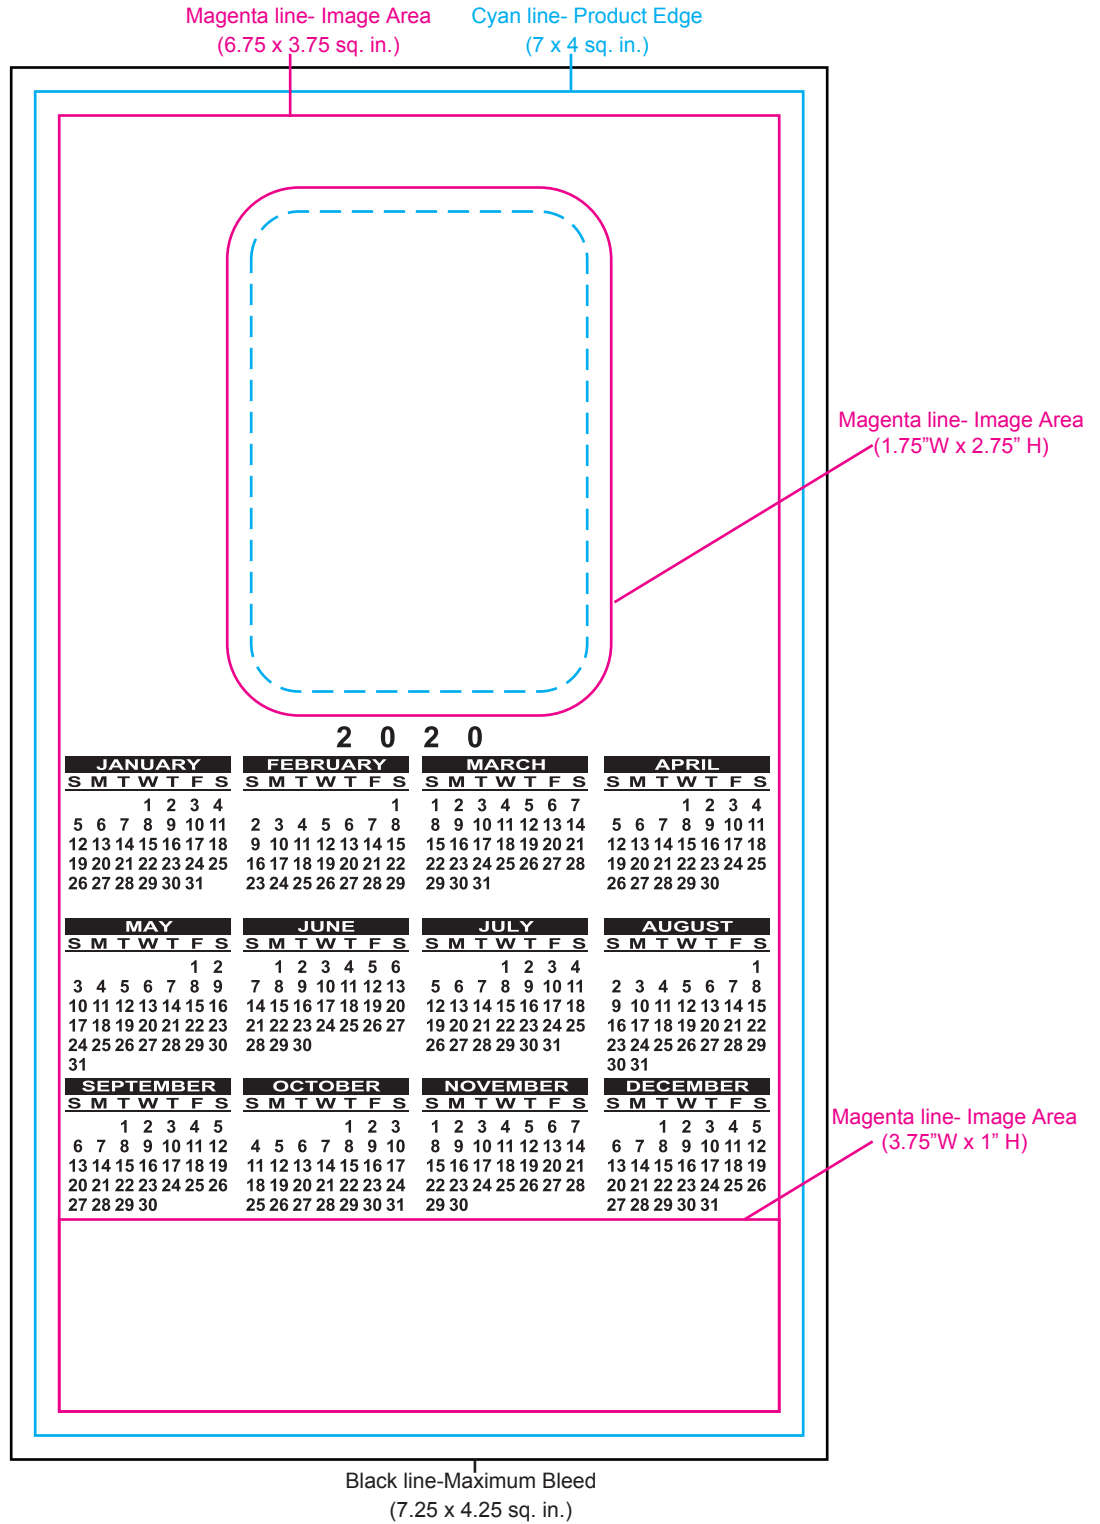 Magenta line- Image Area
(6.75 x 3.75 sq. in.)
Cyan line- Product Edge
(7 x 4 sq. in.)
Magenta line- Image Area
(1.75”W x 2.75” H)
2 0 2 0
JANUARY
S M T W T F S
1 2 3 4
5 6 7 8 9 10 11
12 13 14 15 16 17 18
19 20 21 22 23 24 25
26 27 28 29 30 31
FEBRUARY
S M T W T F S
1
2 3 4 5 6 7 8
9 10 11 12 13 14 15
16 17 18 19 20 21 22
23 24 25 26 27 28 29
MARCH
S M T W T F S
1 2 3 4 5 6 7
8 9 10 11 12 13 14
15 16 17 18 19 20 21
22 23 24 25 26 27 28
29 30 31
APRIL
S M T W T F S
1 2 3 4
5 6 7 8 9 10 11
12 13 14 15 16 17 18
19 20 21 22 23 24 25
26 27 28 29 30
MAY
S M T W T F S
1 2
3 4 5 6 7 8 9
10 11 12 13 14 15 16
17 18 19 20 21 22 23
24 25 26 27 28 29 30
31
JUNE
S M T W T F S
1 2 3 4 5 6
7 8 9 10 11 12 13
14 15 16 17 18 19 20
21 22 23 24 25 26 27
28 29 30
JULY
S M T W T F S
1 2 3 4
5 6 7 8 9 10 11
12 13 14 15 16 17 18
19 20 21 22 23 24 25
26 27 28 29 30 31
AUGUST
S M T W T F S
1
2 3 4 5 6 7 8
9 10 11 12 13 14 15
16 17 18 19 20 21 22
23 24 25 26 27 28 29
30 31
SEPTEMBER
S M T W T F S
1 2 3 4 5
6 7 8 9 10 11 12
13 14 15 16 17 18 19
20 21 22 23 24 25 26
27 28 29 30
OCTOBER
S M T W T F S
1 2 3
4 5 6 7 8 9 10
11 12 13 14 15 16 17
18 19 20 21 22 23 24
25 26 27 28 29 30 31
NOVEMBER
S M T W T F S
1 2 3 4 5 6 7
8 9 10 11 12 13 14
15 16 17 18 19 20 21
22 23 24 25 26 27 28
29 30
DECEMBER
S M T W T F S
1 2 3 4 5
6 7 8 9 10 11 12
13 14 15 16 17 18 19
20 21 22 23 24 25 26
27 28 29 30 31
Magenta line- Image Area
(3.75”W x 1” H)
Black line-Maximum Bleed
(7.25 x 4.25 sq. in.)